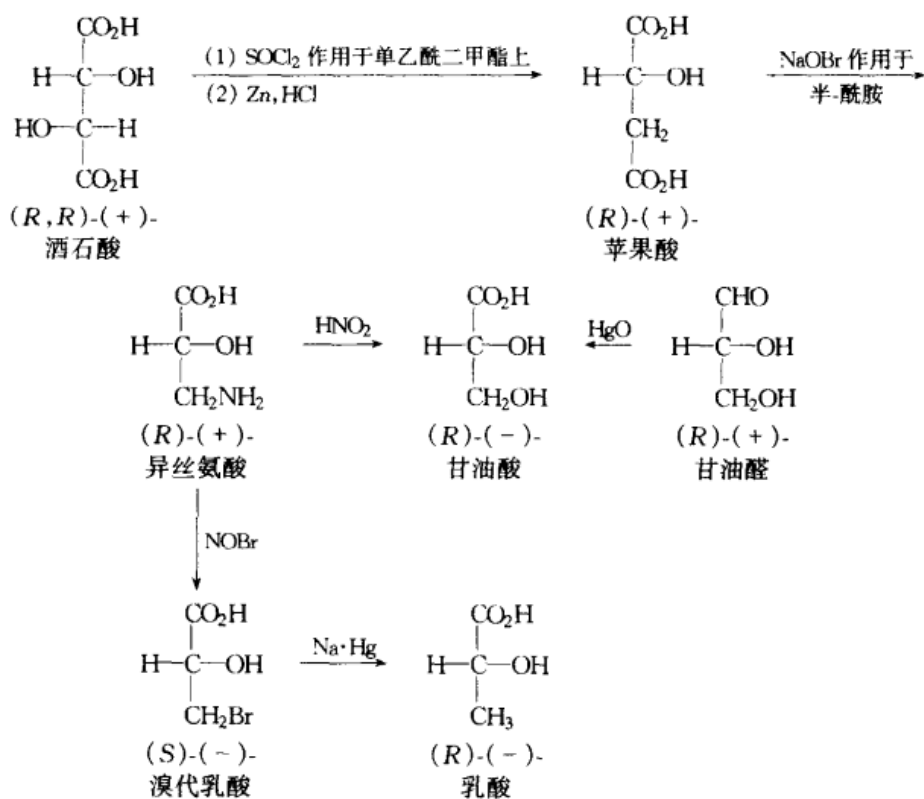 CO₂H
H—C—OH
HO—C—H
CO₂H
(R,R)-(+)-
酒石酸
(1) SOCl₂ 作用于单乙酰二甲酯上
(2) Zn,HCl
CO₂H
H—C—OH
CH₂
CO₂H
(R)-(+)-
苹果酸
NaOBr 作用于
半-酰胺
CO₂H
H—C—OH
CH₂NH₂
(R)-(+)-
异丝氨酸
HNO₂
CO₂H
H—C—OH
CH₂OH
(R)-(-)-
甘油酸
HgO
CHO
H—C—OH
CH₂OH
(R)-(+)-
甘油醛
NOBr
CO₂H
H—C—OH
CH₂Br
(S)-(-)-
溴代乳酸
Na·Hg
CO₂H
H—C—OH
CH₃
(R)-(-)-
乳酸